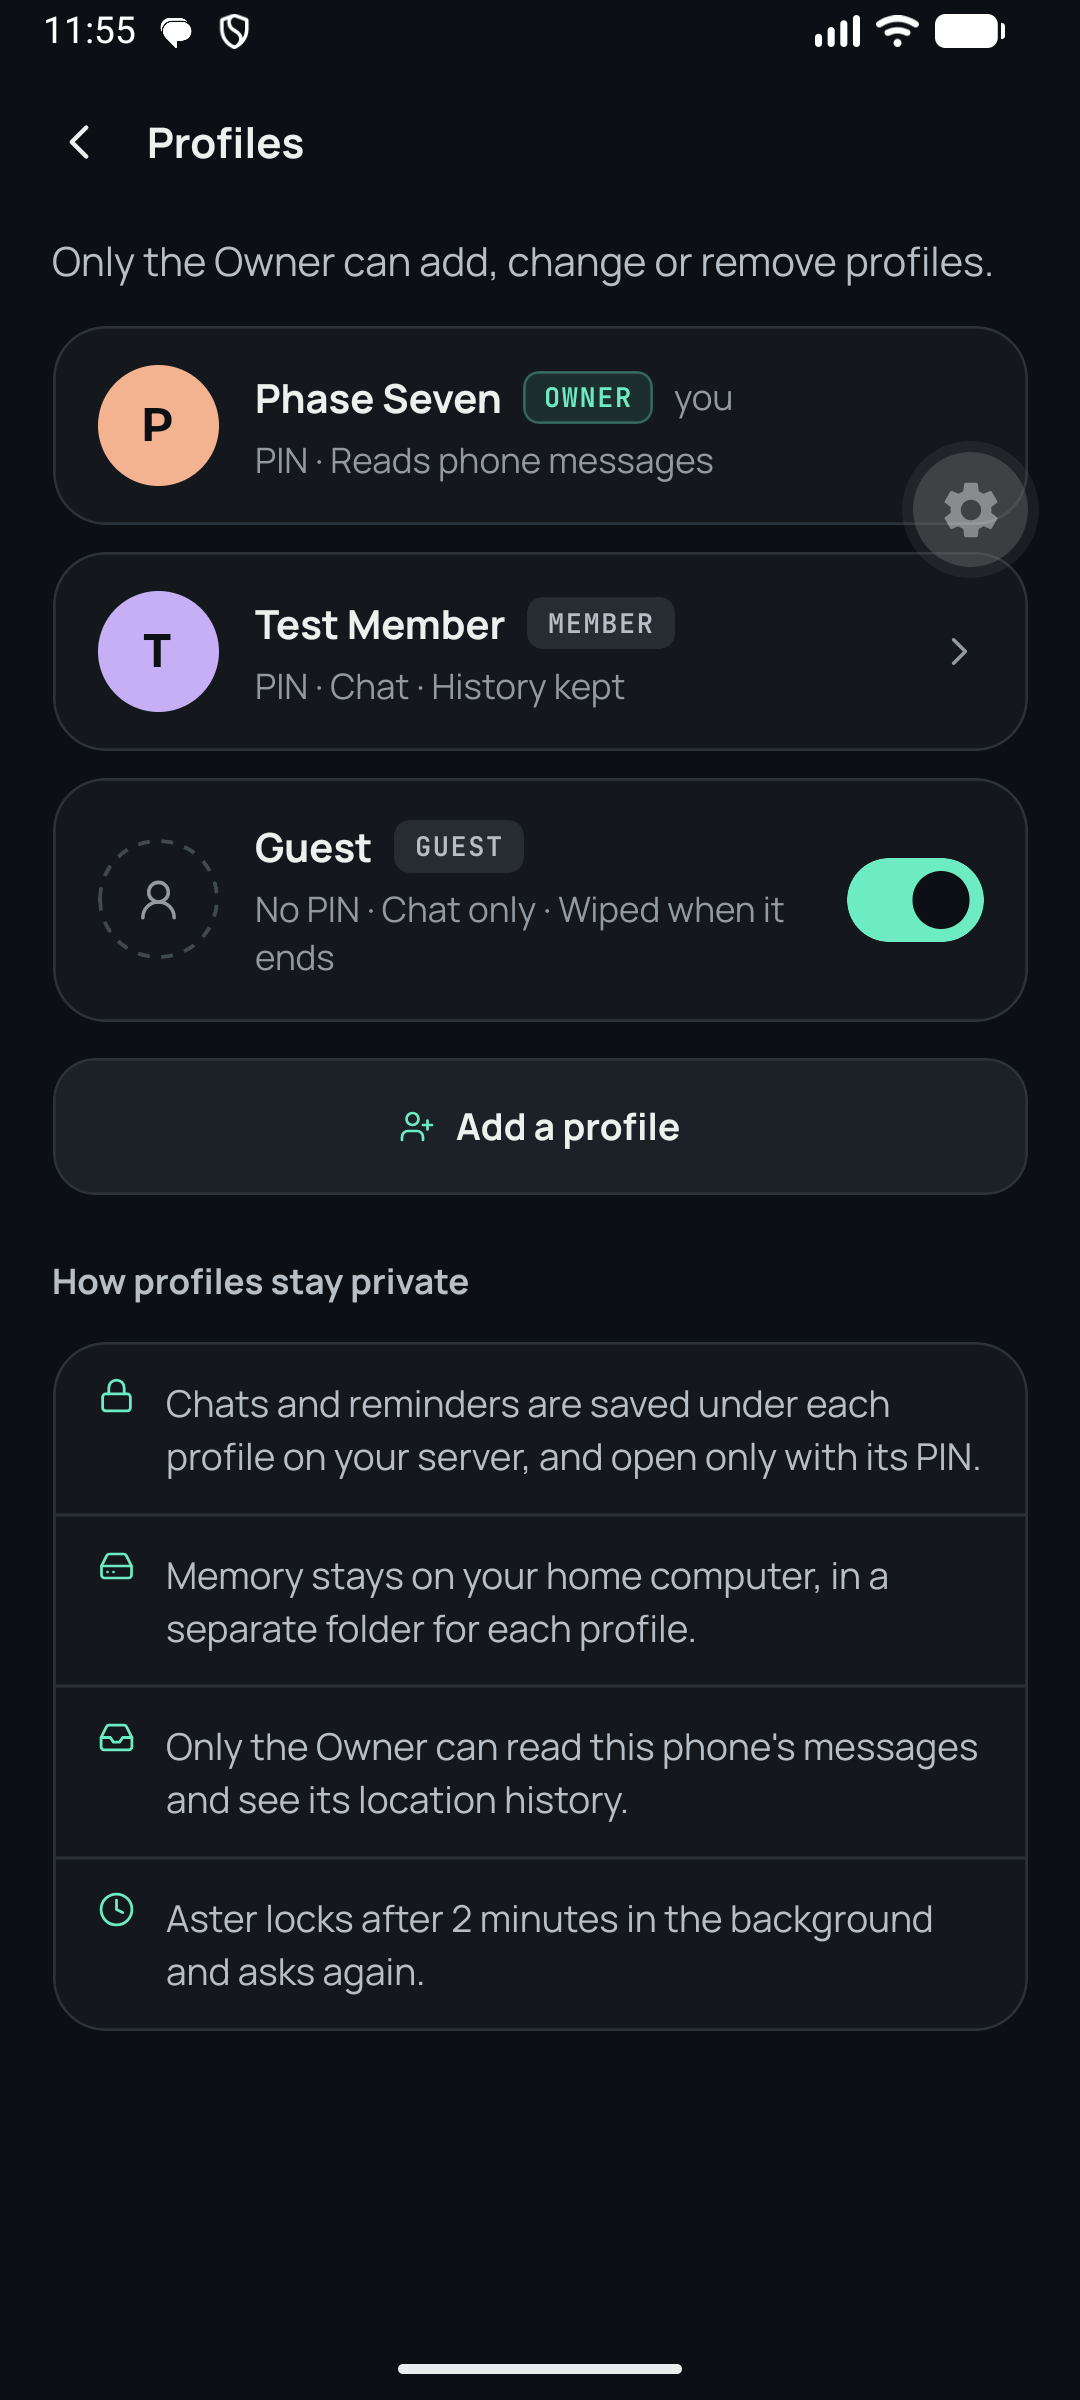 11:55
Profiles
Only the Owner can add, change or remove profiles.
P
Phase Seven OWNER you
PIN · Reads phone messages
T
Test Member MEMBER
PIN · Chat · History kept
Guest GUEST
No PIN · Chat only · Wiped when it
ends
Add a profile
How profiles stay private
Chats and reminders are saved under each
profile on your server, and open only with its PIN.
Memory stays on your home computer, in a
separate folder for each profile.
Only the Owner can read this phone's messages
and see its location history.
Aster locks after 2 minutes in the background
and asks again.